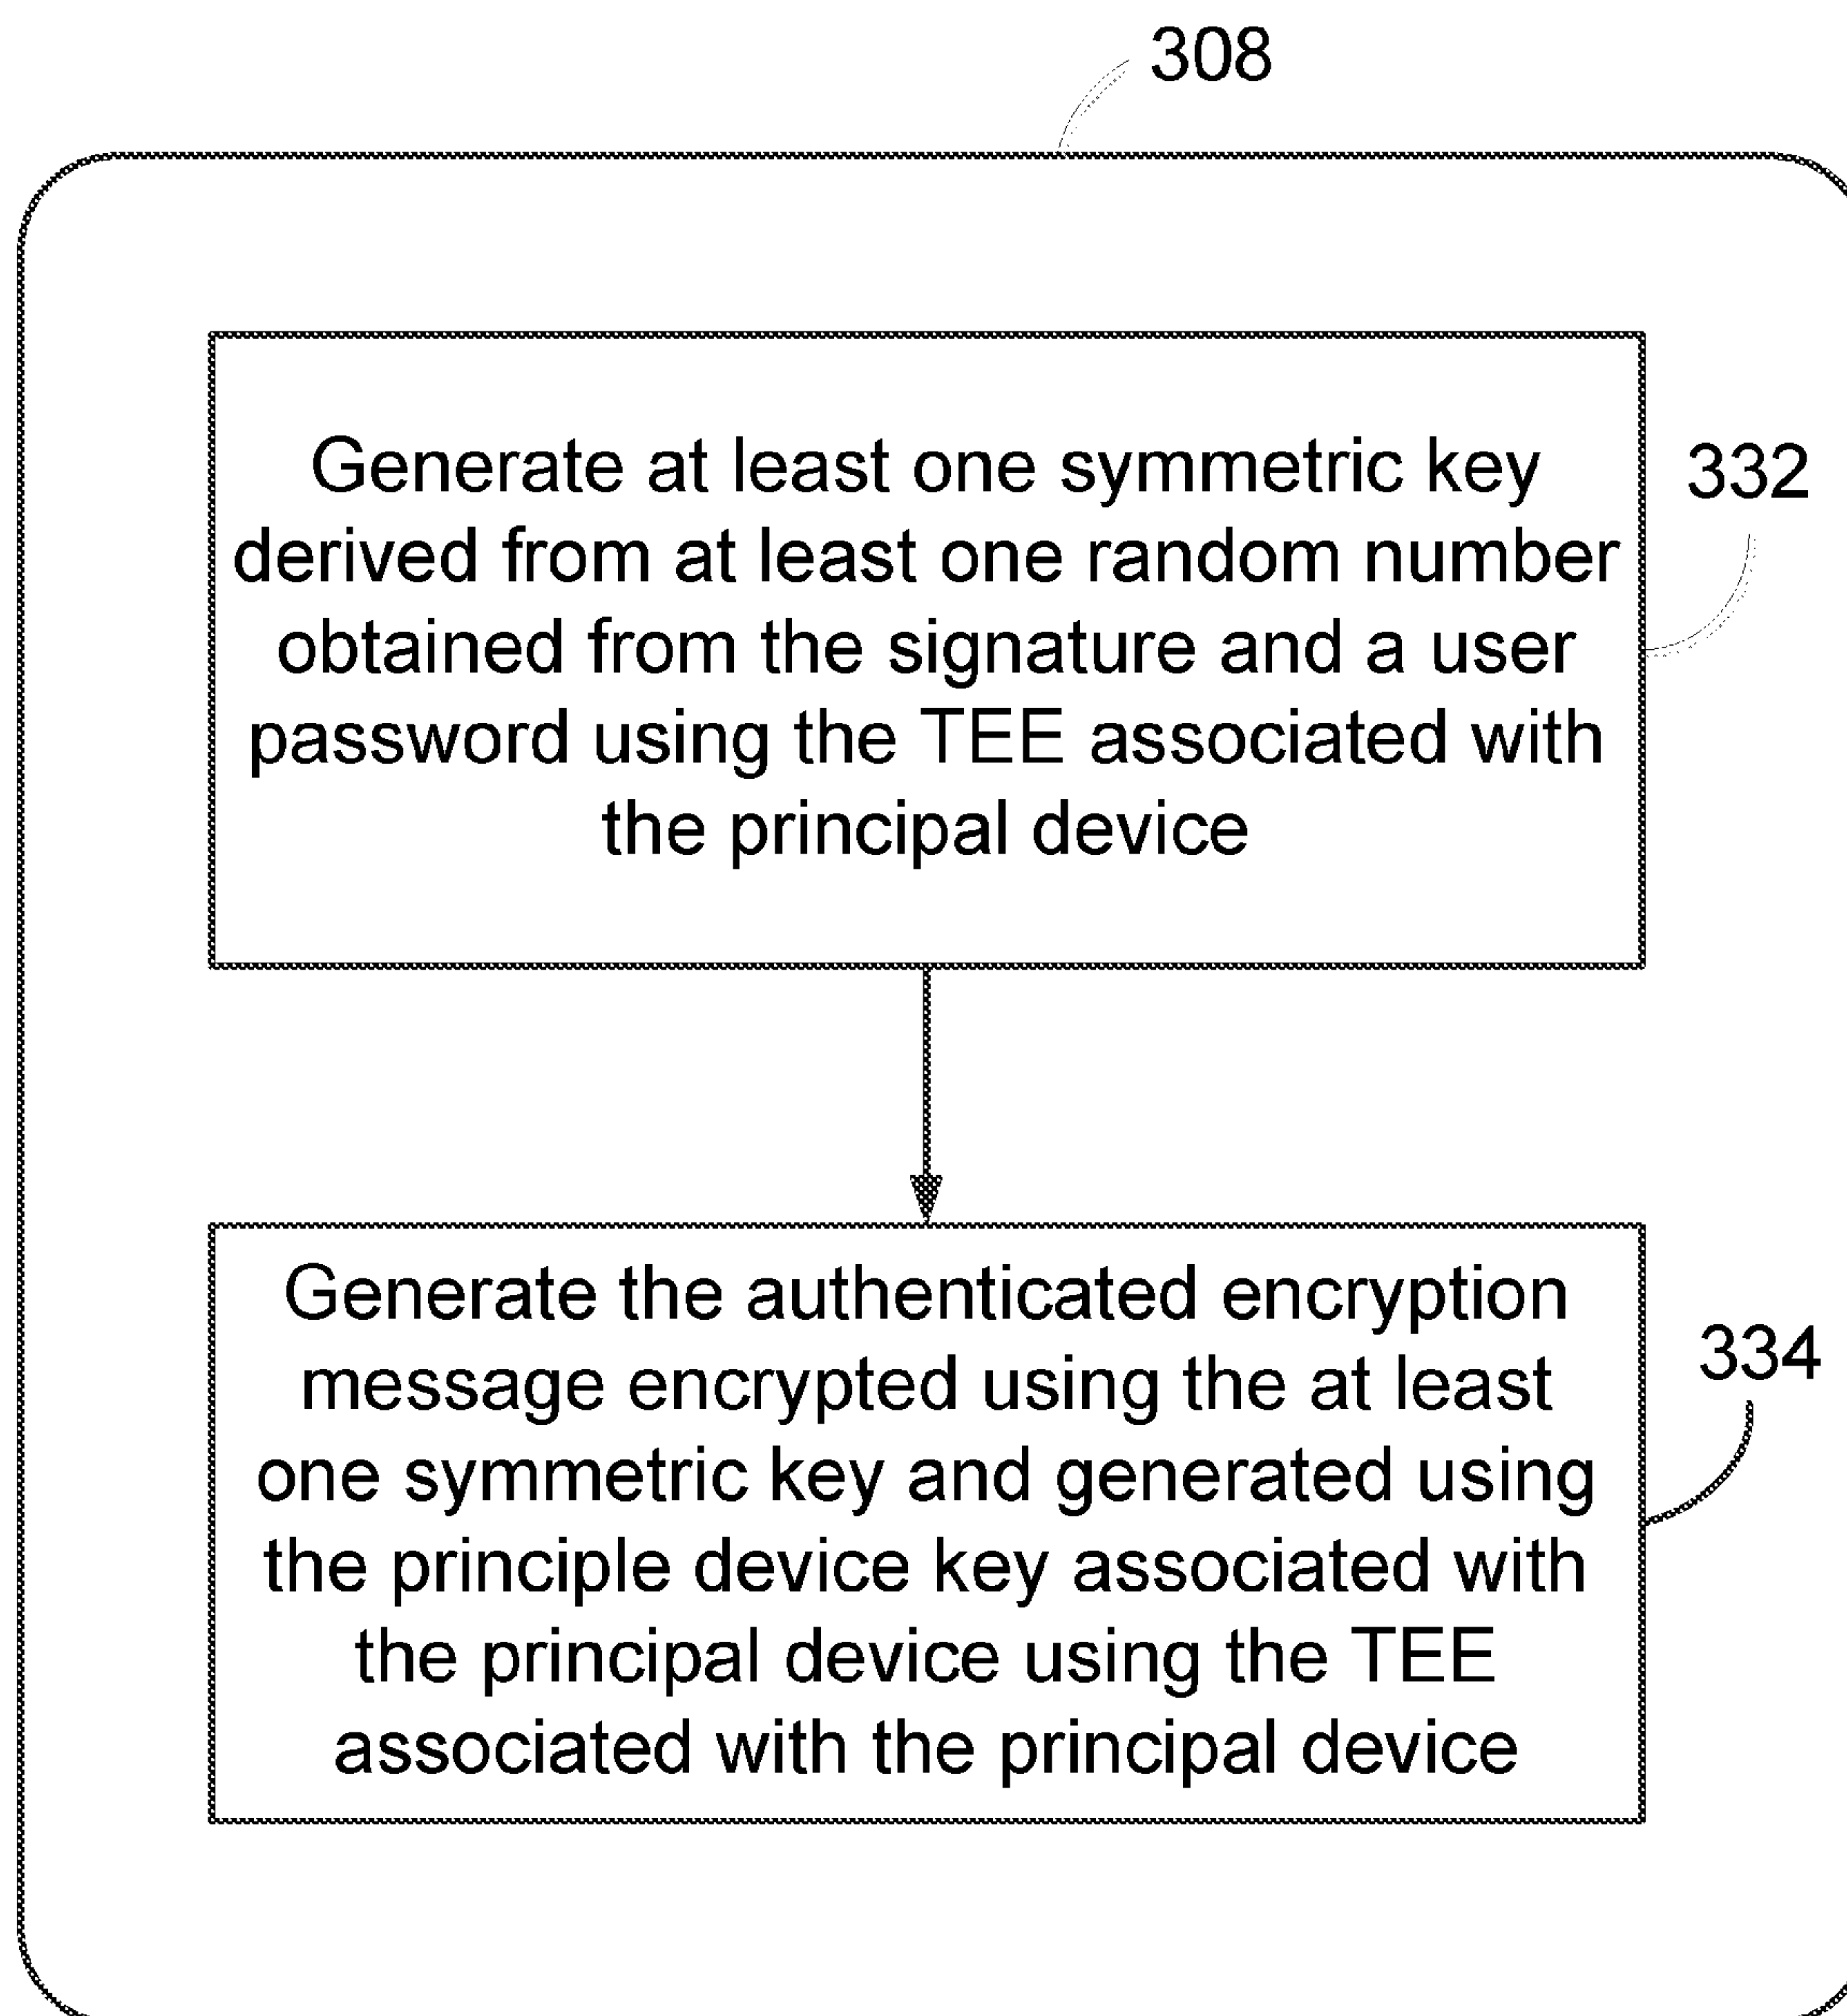 308
Generate at least one symmetric key
derived from at least one random number
obtained from the signature and a user
password using the TEE associated with
the principal device
332
Generate the authenticated encryption
message encrypted using the at least
one symmetric key and generated using
the principle device key associated with
the principal device using the TEE
associated with the principal device
334